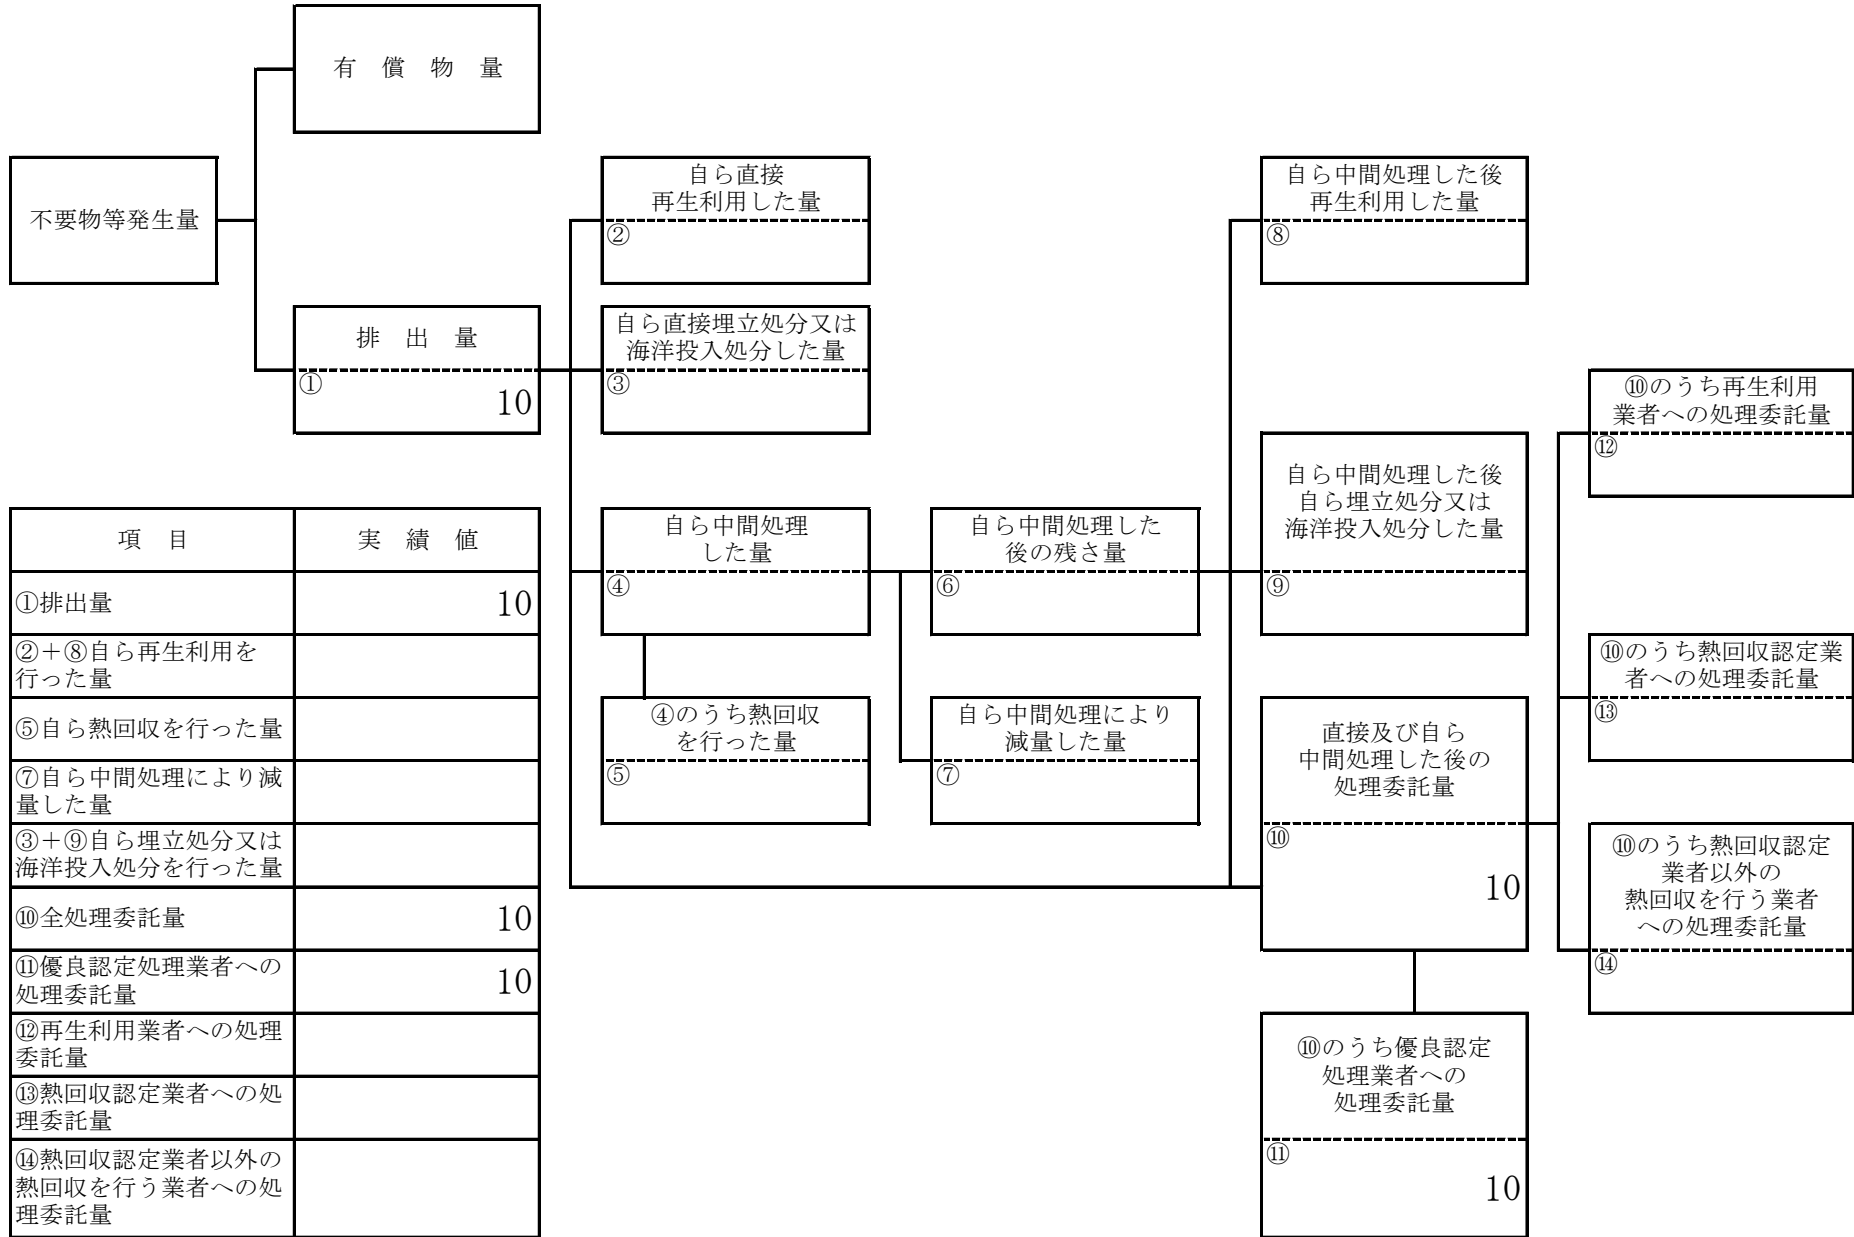 有　償　物　量
不要物等発生量
排　出　量
①
10
自ら直接
再生利用した量
②
自ら直接埋立処分又は
海洋投入処分した量
③
自ら中間処理
した量
④
④のうち熱回収
を行った量
⑤
自ら中間処理した
後の残さ量
⑥
自ら中間処理により
減量した量
⑦
自ら中間処理した後
再生利用した量
⑧
自ら中間処理した後
自ら埋立処分又は
海洋投入処分した量
⑨
直接及び自ら
中間処理した後の
処理委託量
⑩
10
⑩のうち優良認定
処理業者への
処理委託量
⑪
10
⑩のうち再生利用
業者への処理委託量
⑫
⑩のうち熱回収認定業
者への処理委託量
⑬
⑩のうち熱回収認定
業者以外の
熱回収を行う業者
への処理委託量
⑭
項　目　実　績　値
①排出量　10
②＋⑧自ら再生利用を
行った量
⑤自ら熱回収を行った量
⑦自ら中間処理により減
量した量
③＋⑨自ら埋立処分又は
海洋投入処分を行った量
⑩全処理委託量　10
⑪優良認定処理業者への
処理委託量　10
⑫再生利用業者への処理
委託量
⑬熱回収認定業者への処
理委託量
⑭熱回収認定業者以外の
熱回収を行う業者への処
理委託量